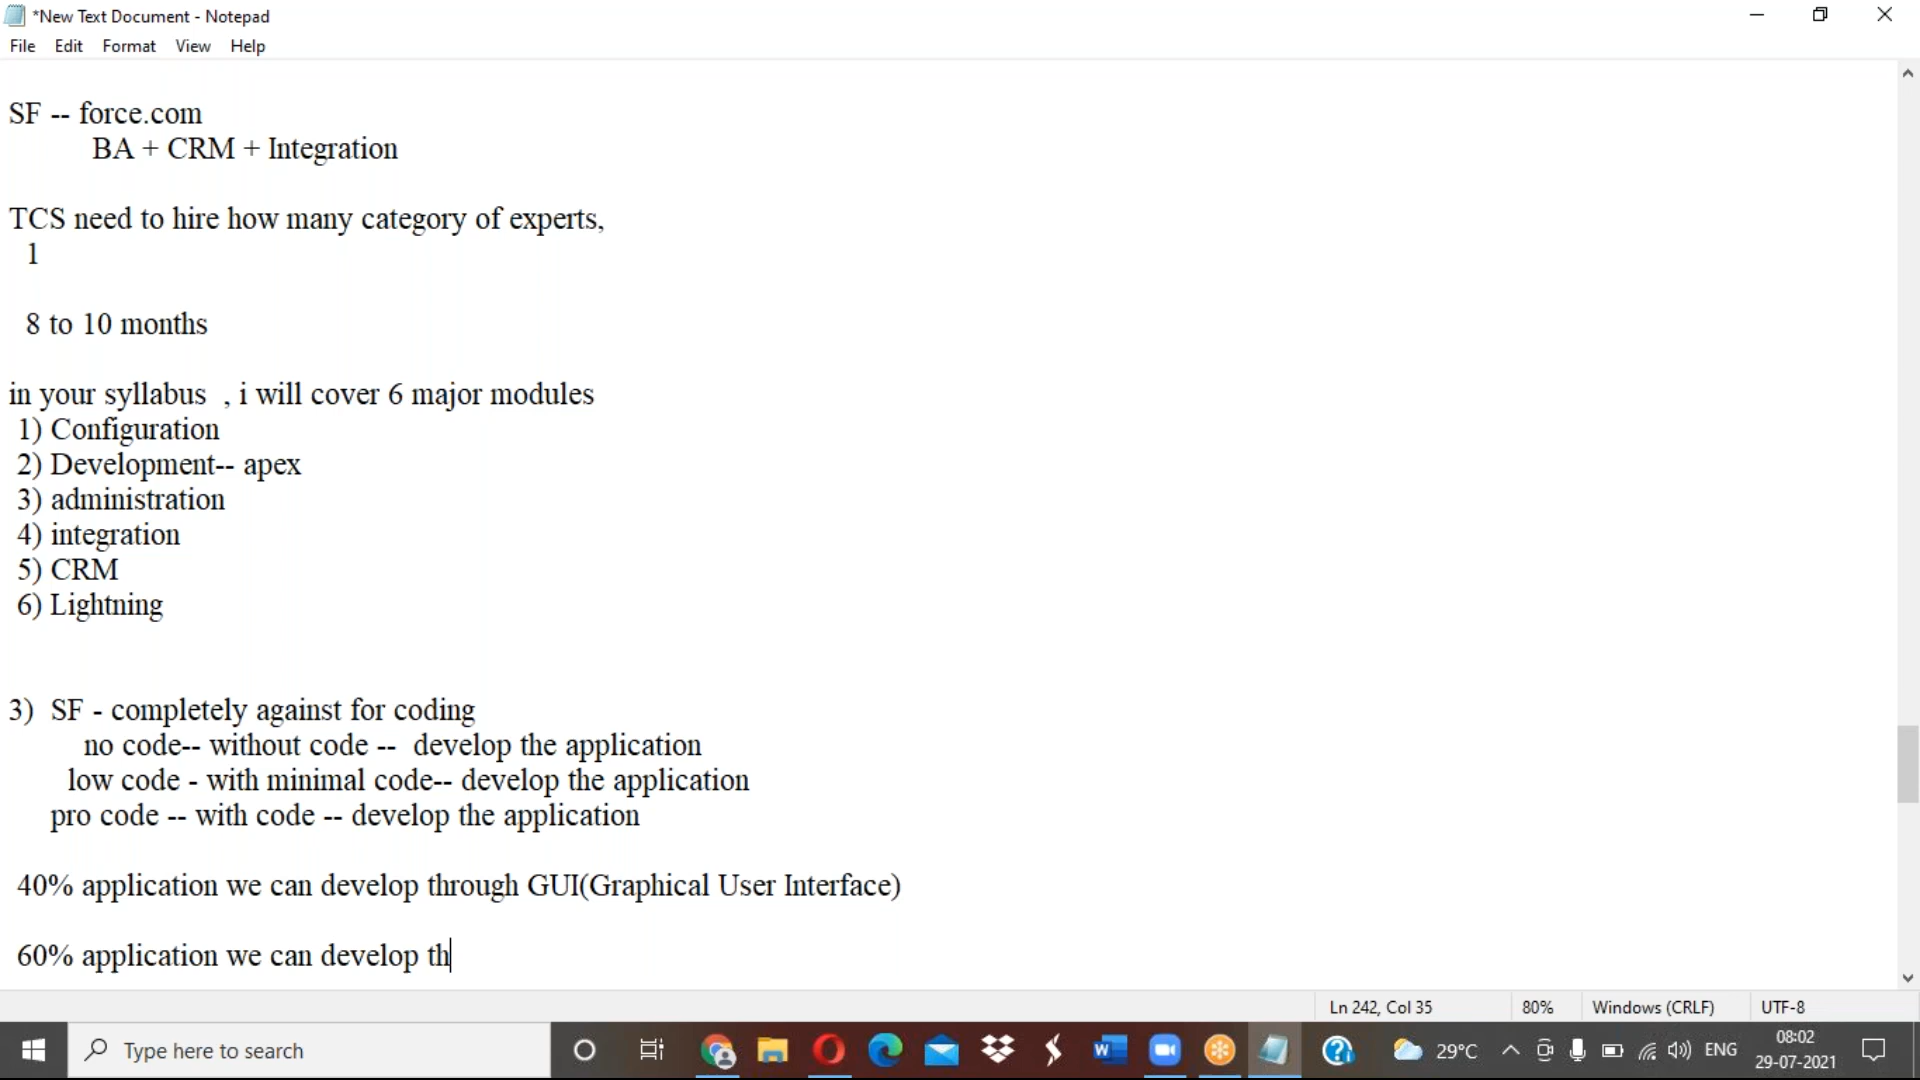 *New Text Document - Notepad
File Edit Format View Help
SF -- force.com
BA + CRM + Integration
TCS need to hire how many category of experts,
1
8 to 10 months
in your syllabus , i will cover 6 major modules
1) Configuration
2) Development-- apex
3) administration
4) integration
5) CRM
6) Lightning
3) SF - completely against for coding
no code-- without code -- develop the application
low code - with minimal code-- develop the application
pro code -- with code -- develop the application
40% application we can develop through GUI(Graphical User Interface)
60% application we can develop th
Ln 242, Col 35 80% Windows (CRLF) UTF-8
Type here to search
29°C ENG 08:02
29-07-2021